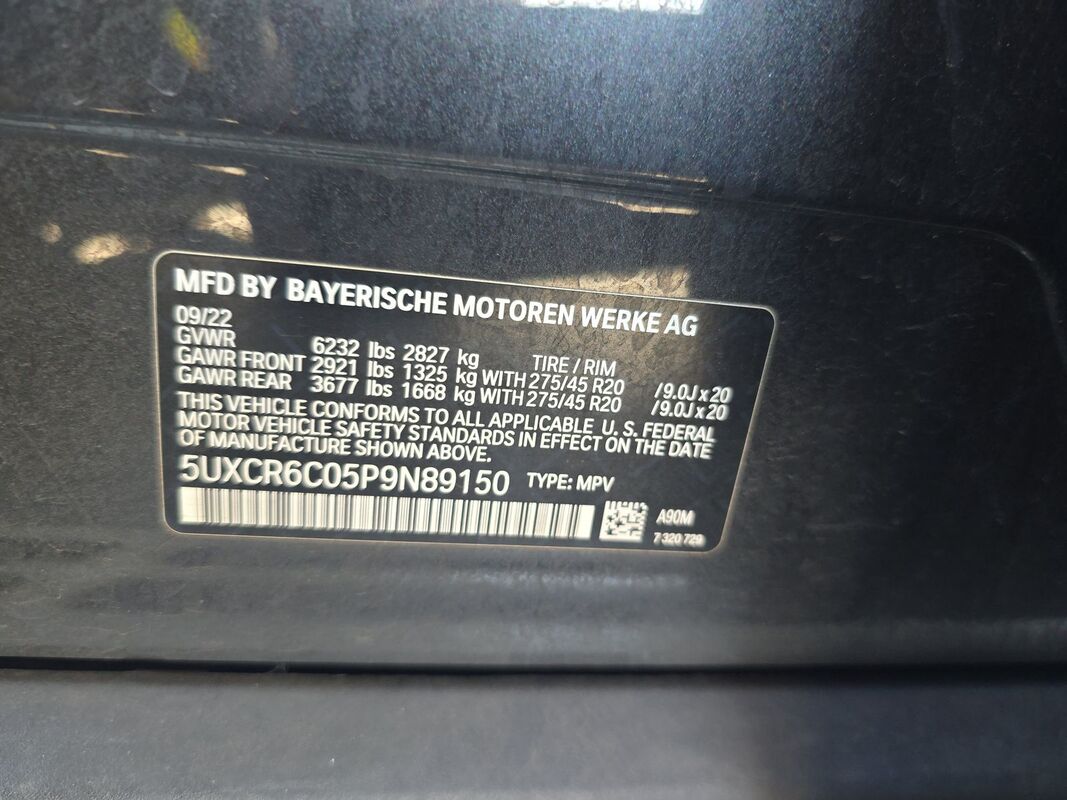 MFD BY BAYERISCHE MOTOREN WERKE AG
09/22
GVWR 6232 lbs 2827 kg TIRE / RIM
GAWR FRONT 2921 lbs 1325 kg WITH 275/45 R20 /9.0J x 20
GAWR REAR 3677 lbs 1668 kg WITH 275/45 R20 /9.0J x 20
THIS VEHICLE CONFORMS TO ALL APPLICABLE U. S. FEDERAL
MOTOR VEHICLE SAFETY STANDARDS IN EFFECT ON THE DATE
OF MANUFACTURE SHOWN ABOVE.
5UXCR6C05P9N89150 TYPE: MPV
A90M
7 320 729